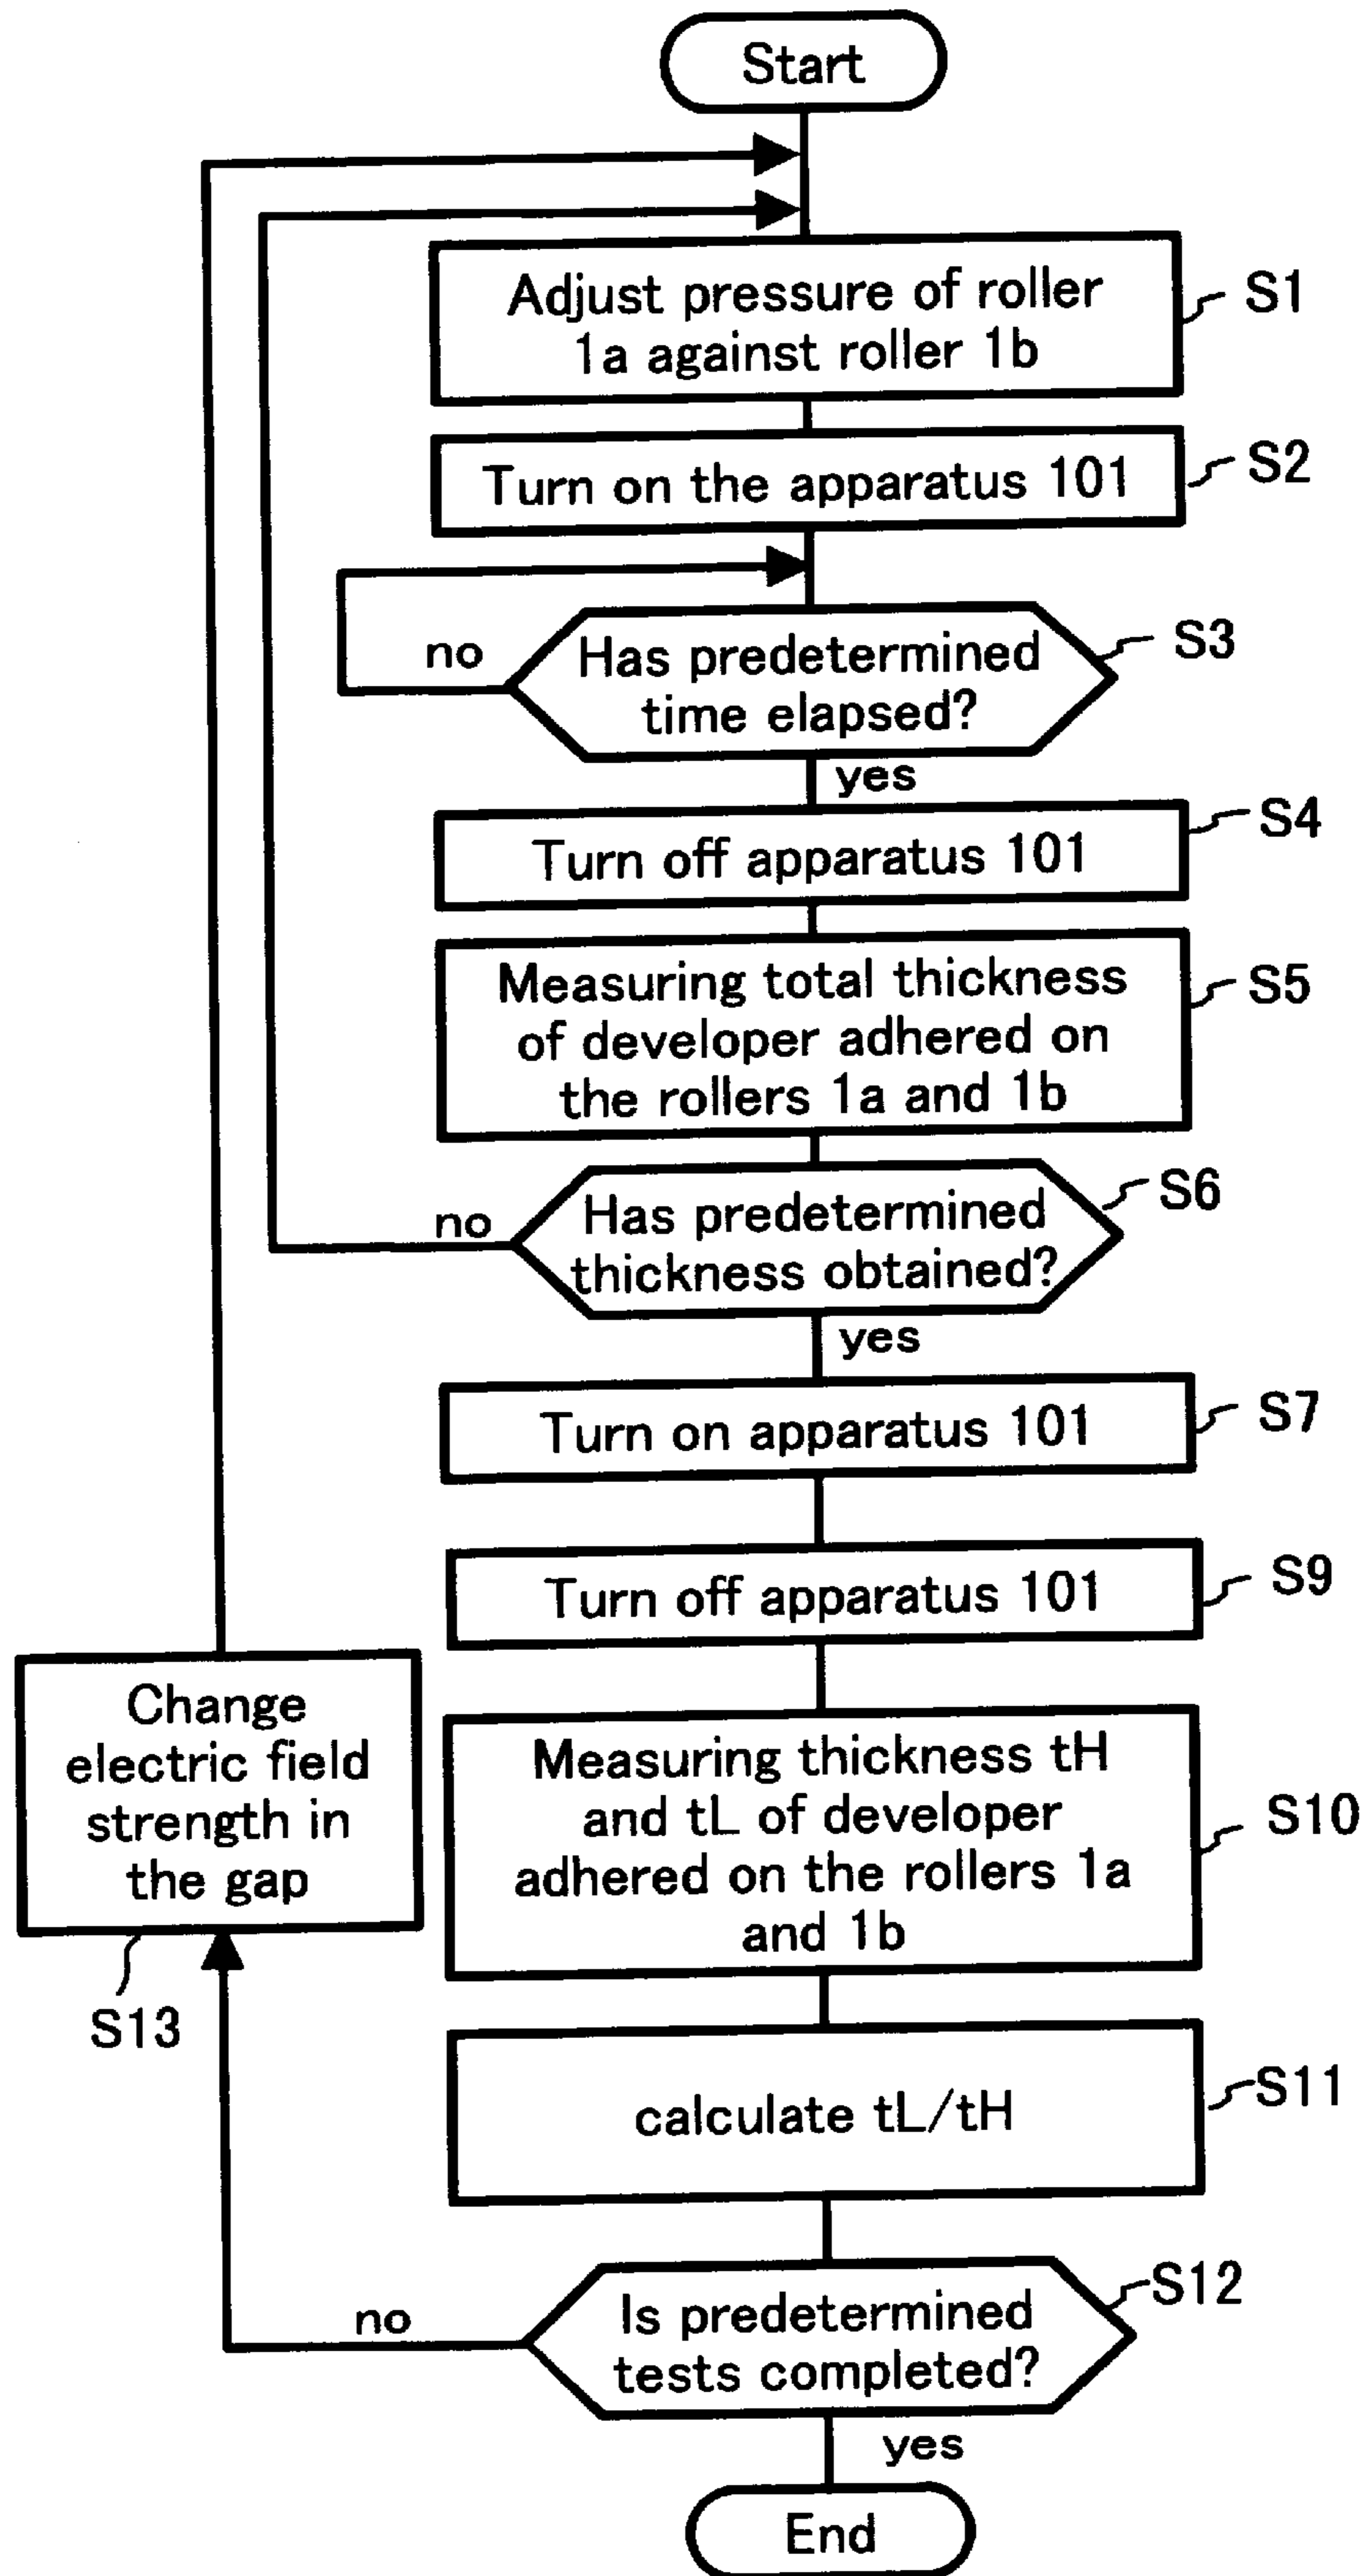 Start
Adjust pressure of roller
1a against roller 1b
S1
Turn on the apparatus 101
S2
Has predetermined
time elapsed?
S3
no
yes
Turn off apparatus 101
S4
Measuring total thickness
of developer adhered on
the rollers 1a and 1b
S5
Has predetermined
thickness obtained?
S6
no
yes
Turn on apparatus 101
S7
Turn off apparatus 101
S9
Measuring thickness tH
and tL of developer
adhered on the rollers 1a
and 1b
S10
calculate tL/tH
S11
Is predetermined
tests completed?
S12
no
Change
electric field
strength in
the gap
S13
yes
End